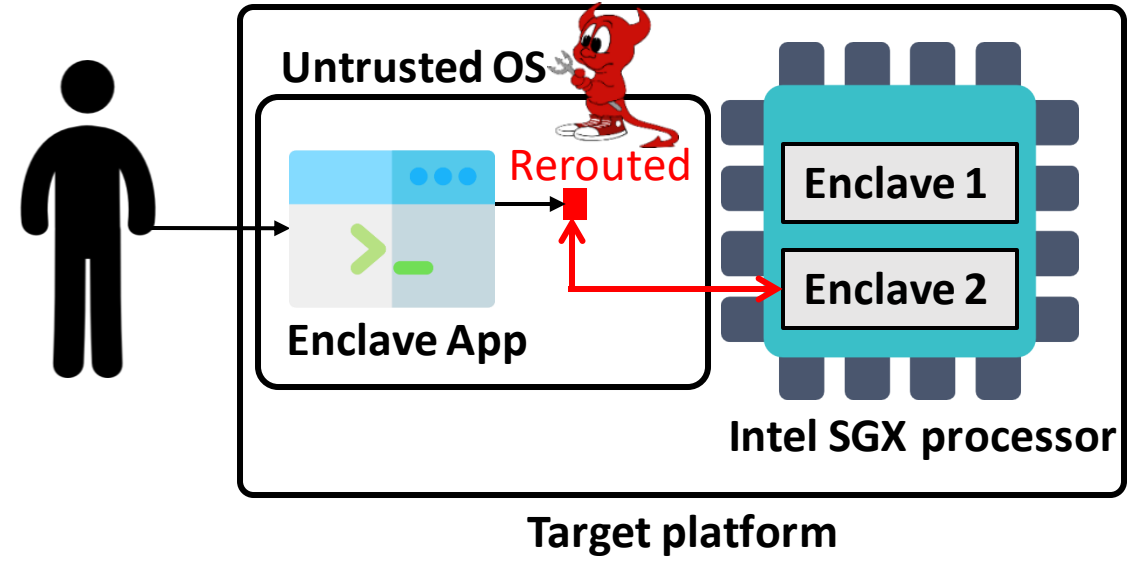 Untrusted OS
Rerouted
Enclave App
Enclave 1
Enclave 2
Intel SGX processor
Target platform